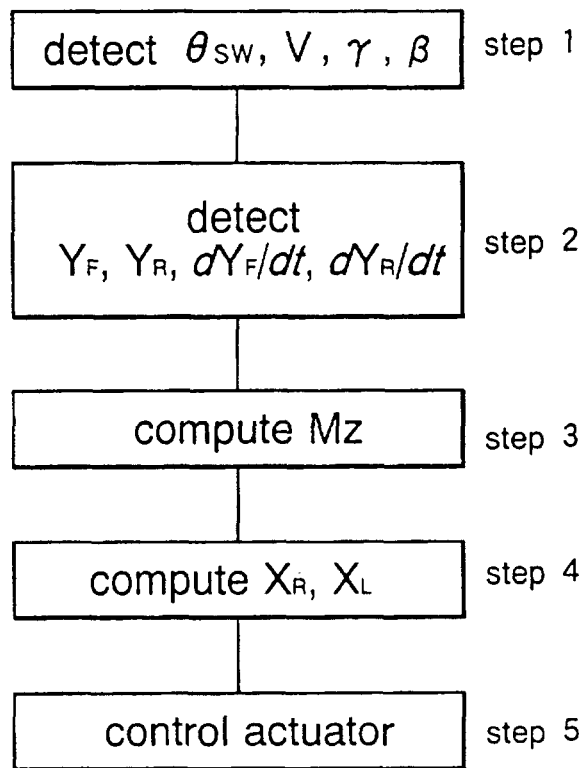 detect θSW, V, γ, β
step 1
detect
YF, YR, dYF/dt, dYR/dt
step 2
compute Mz
step 3
compute XR, XL
step 4
control actuator
step 5